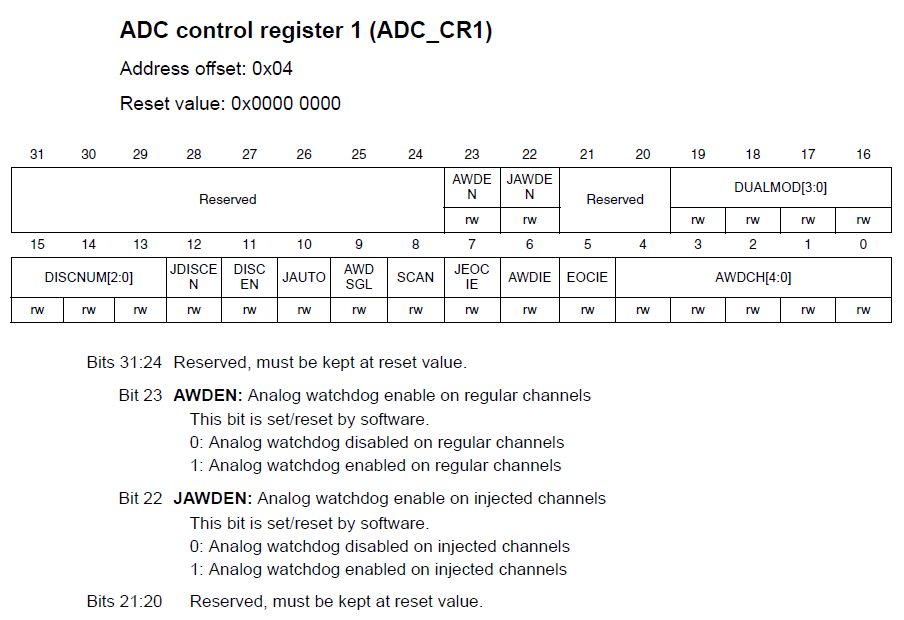 ADC control register 1 (ADC_CR1)
Address offset: 0x04
Reset value: 0x0000 0000
31 30 29 28 27 26 25 24 23 22 21 20 19 18 17 16
Reserved AWDE N JAWDE N Reserved DUALMOD[3:0]
rw rw rw rw rw rw
15 14 13 12 11 10 9 8 7 6 5 4 3 2 1 0
DISCNUM[2:0] JDISCE N DISC EN JAUTO AWD SGL SCAN JEOC IE AWDIE EOCIE AWDCH[4:0]
rw rw rw rw rw rw rw rw rw rw rw rw rw rw rw rw
Bits 31:24 Reserved, must be kept at reset value.
Bit 23 AWDEN: Analog watchdog enable on regular channels
This bit is set/reset by software.
0: Analog watchdog disabled on regular channels
1: Analog watchdog enabled on regular channels
Bit 22 JAWDEN: Analog watchdog enable on injected channels
This bit is set/reset by software.
0: Analog watchdog disabled on injected channels
1: Analog watchdog enabled on injected channels
Bits 21:20 Reserved, must be kept at reset value.